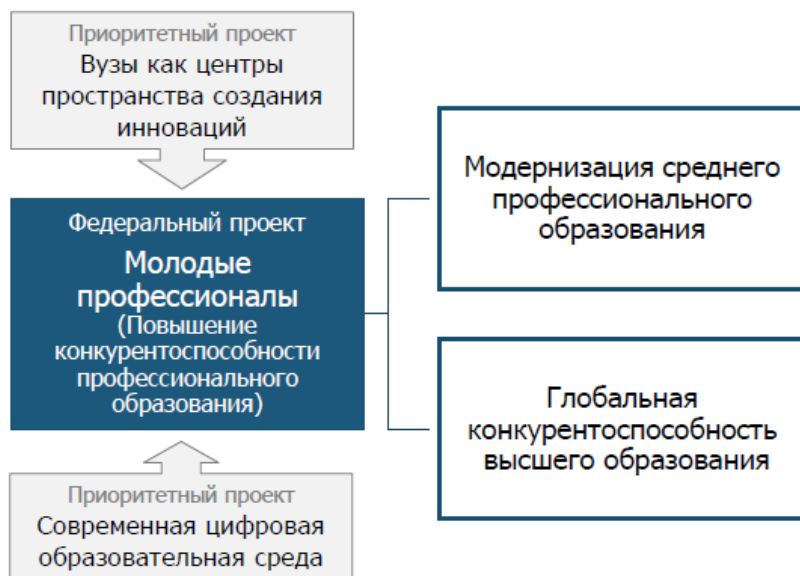 Приоритетный проект
Вузы как центры
пространства создания
инноваций
Федеральный проект
Молодые
профессионалы
(Повышение
конкурентоспособности
профессионального
образования)
Приоритетный проект
Современная цифровая
образовательная среда
Модернизация среднего
профессионального
образования
Глобальная
конкурентоспособность
высшего образования